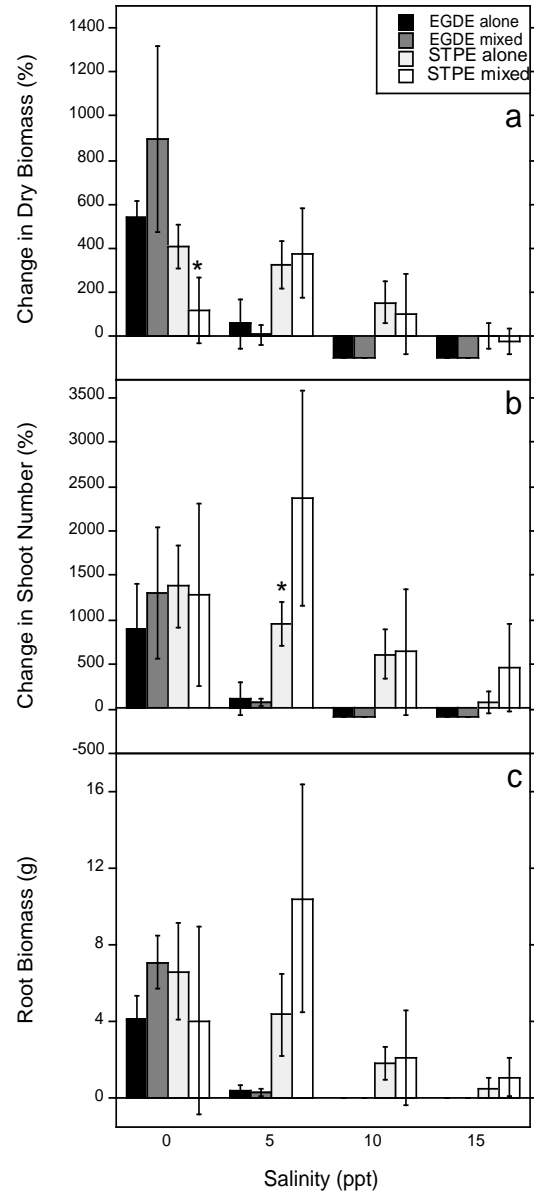 EGDE alone
EGDE mixed
STPE alone
STPE mixed
a
Change in Dry Biomass (%)
1400
1200
1000
800
600
400
200
0
*
b
Change in Shoot Number (%)
3500
3000
2500
2000
1500
1000
500
0
-500
*
c
Root Biomass (g)
16
12
8
4
0
0 5 10 15
Salinity (ppt)